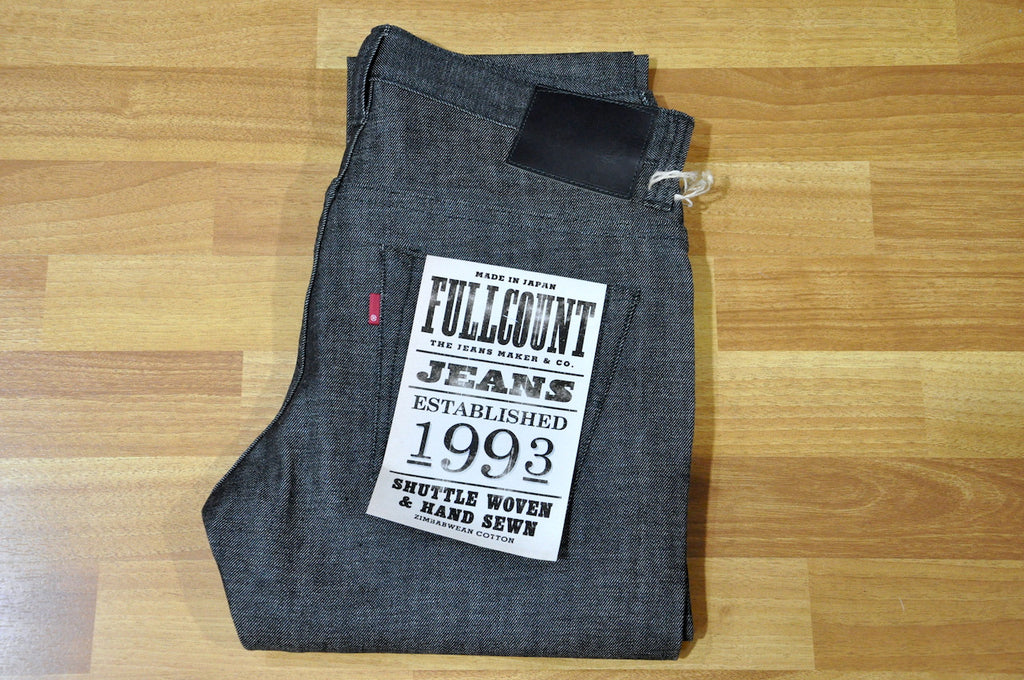 MADE IN JAPAN
FULLCOUNT
THE JEANS MAKER & CO.
JEANS
ESTABLISHED
1993
SHUTTLE WOVEN
& HAND SEWN
ZIMBABWEAN COTTON
®